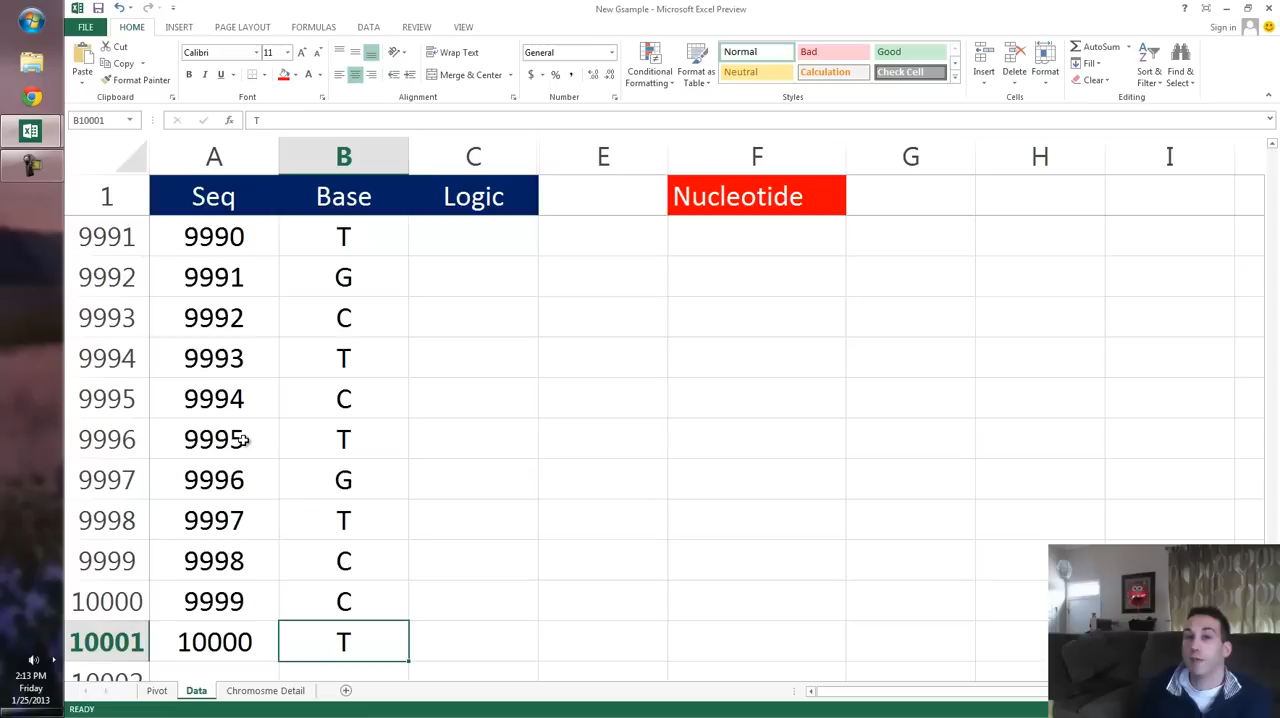 New Gsample - Microsoft Excel Preview
FILE HOME INSERT PAGE LAYOUT FORMULAS DATA REVIEW VIEW Sign in
Paste Cut Copy Format Painter Clipboard
Calibri 11 B I U A Font
Wrap Text Merge & Center Alignment
General $ % , Number
Conditional Formatting Format as Table Normal Bad Good Neutral Calculation Check Cell Styles
Insert Delete Format Cells
AutoSum Fill Clear Sort & Filter Find & Select Editing
B10001 fx T
A B C E F G H I
1 Seq Base Logic Nucleotide
9991 9990 T
9992 9991 G
9993 9992 C
9994 9993 T
9995 9994 C
9996 9995 T
9997 9996 G
9998 9997 T
9999 9998 C
10000 9999 C
10001 10000 T
10002
Pivot Data Chromosme Detail
READY
2:13 PM
Friday
1/25/2013